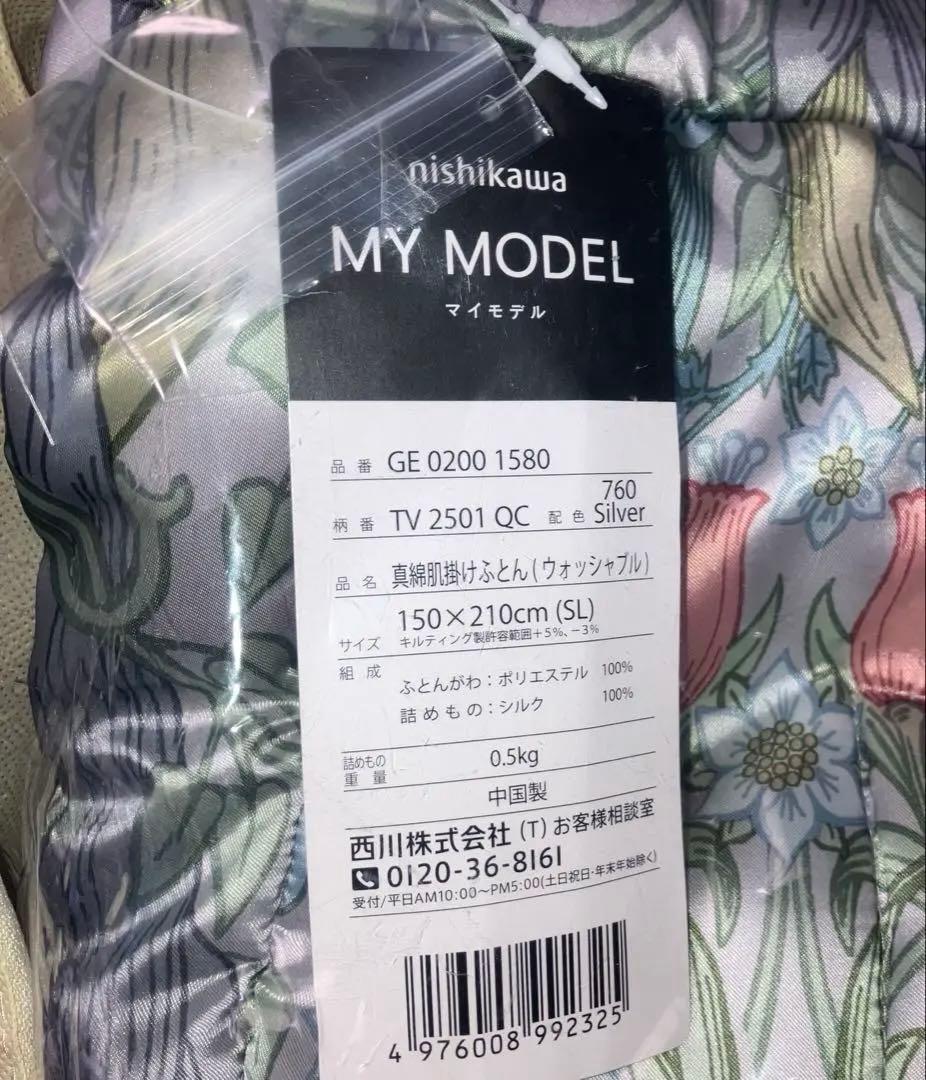 nishikawa
MY MODEL
マイモデル
品番 GE 0200 1580
柄番 TV 2501 QC 配色 760 Silver
品名 真綿肌掛けふとん(ウォッシャブル)
サイズ 150×210cm (SL)
キルティング製許容範囲+5%、−3%
組成
ふとんがわ:ポリエステル 100%
詰めもの:シルク 100%
詰めもの重量 0.5kg
中国製
西川株式会社 (T) お客様相談室
0120-36-8161
受付/平日AM10:00〜PM5:00(土日祝日・年末年始除く)
4 976008 992325